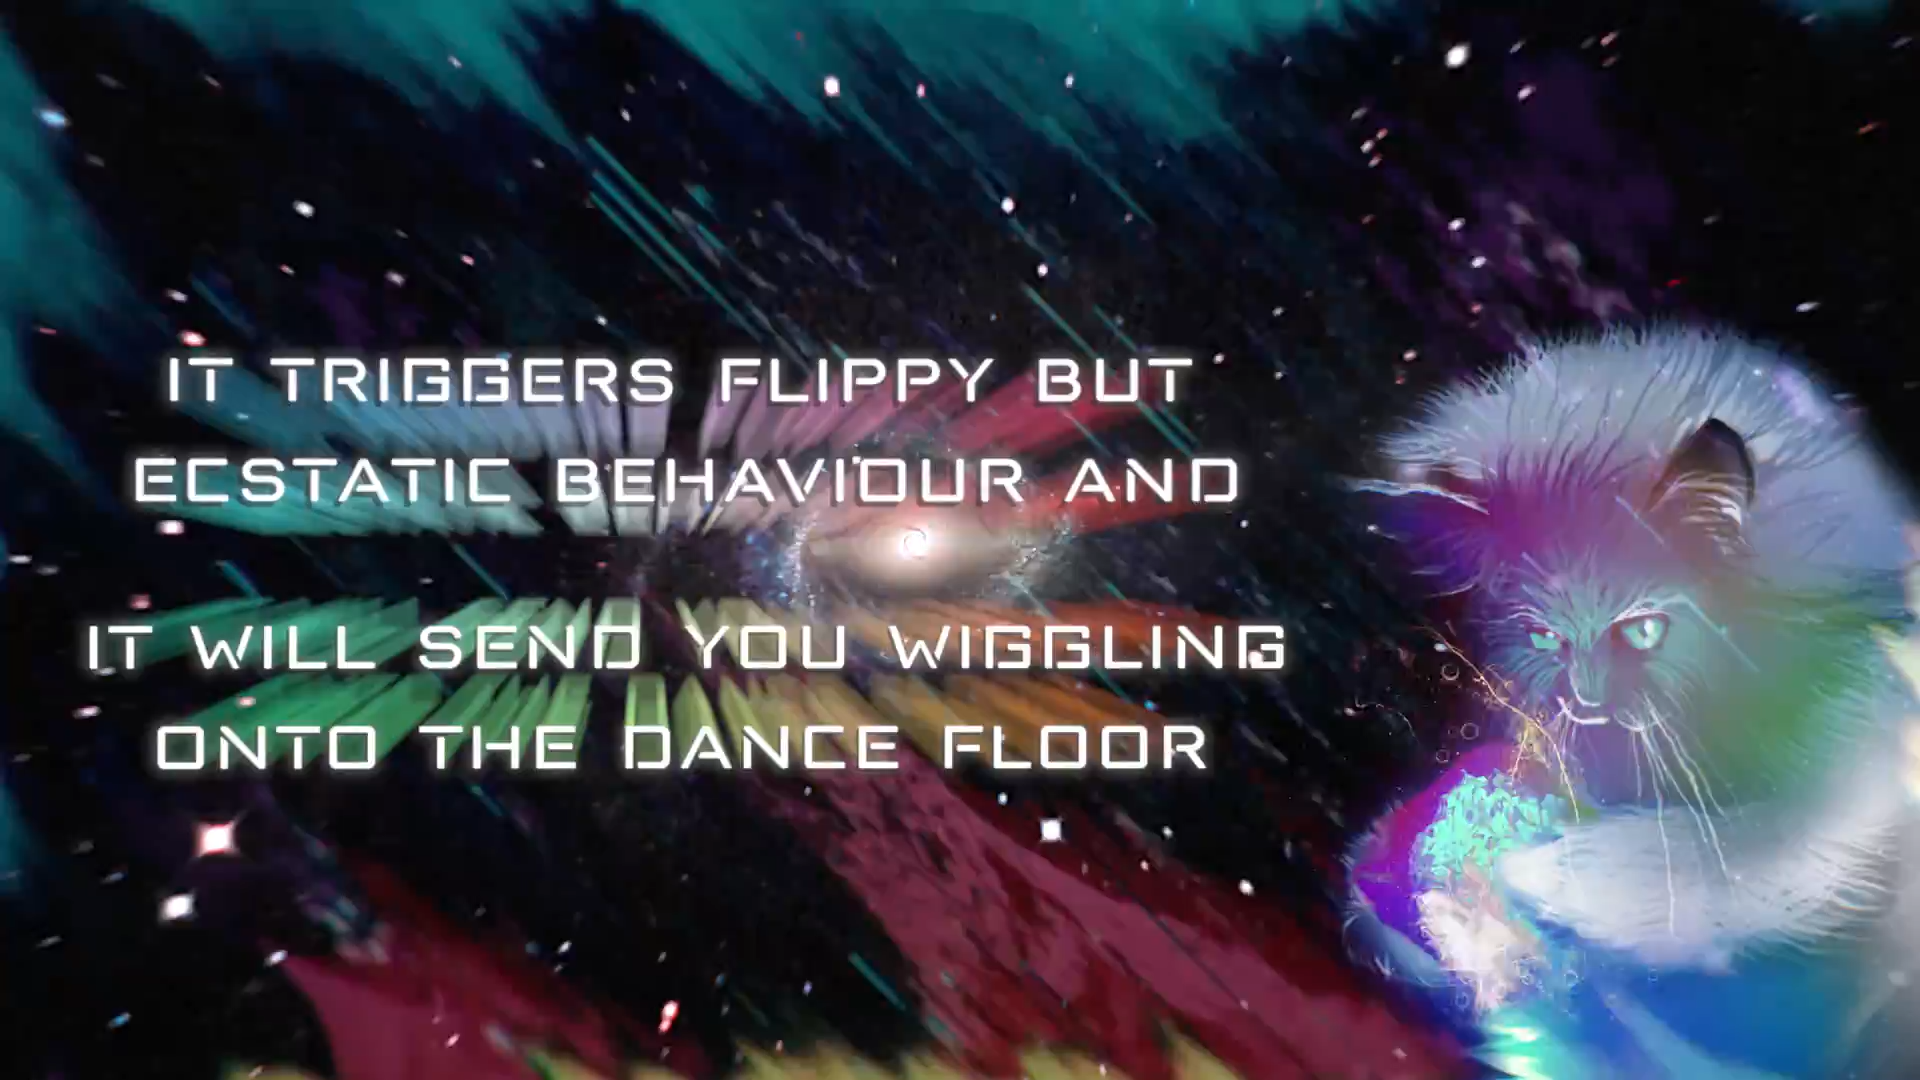 IT TRIGGERS FLIPPY BUT
ECSTATIC BEHAVIOUR AND
IT WILL SEND YOU WIGGLING
ONTO THE DANCE FLOOR